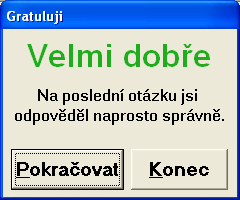 Gratuluji
Velmi dobře
Na poslední otázku jsi
odpověděl naprosto správně.
Pokračovat
Konec